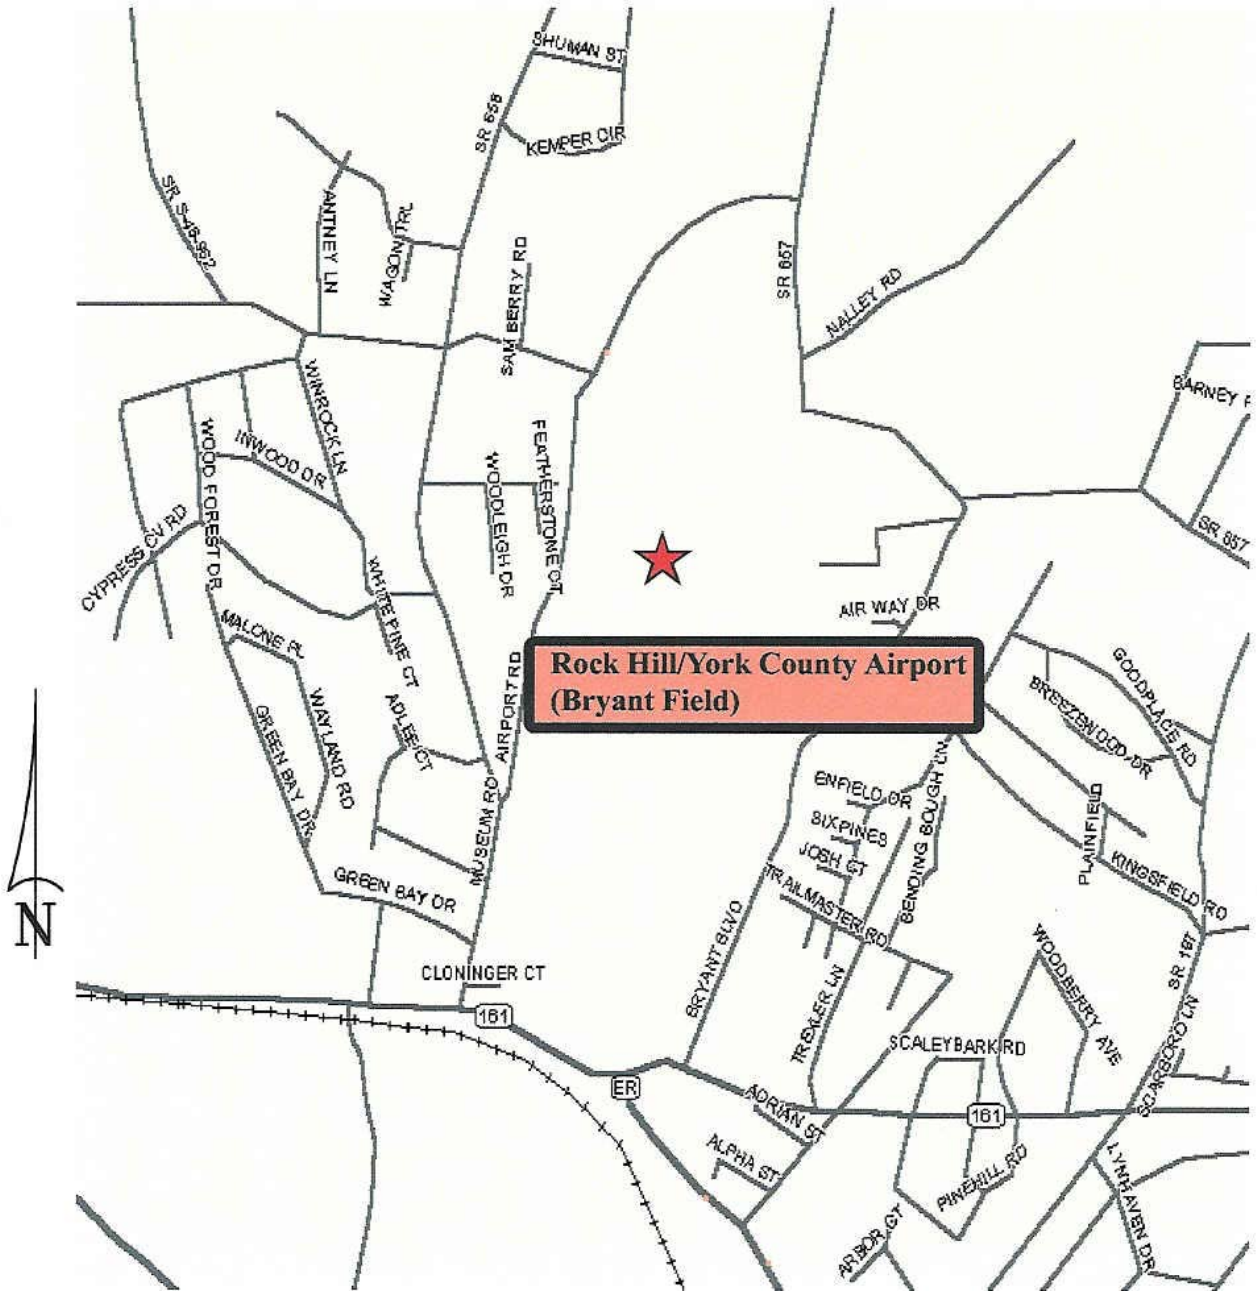 SHUMAN ST
SR 658
KEMPER CIR
SR S-46-992
ANTNEY LN
WAGON TRL
SAM BERRY RD
SR 657
NALLEY RD
BARNEY
WINROCK LN
WOOD FOREST DR
INWOOD DR
WOODLEIGH DR
FEATHERSTONE CT
SR 657
CYPRESS CV RD
WHITE PINE CT
AIR WAY DR
MALONE PL
Rock Hill/York County Airport
(Bryant Field)
AIRPORT RD
GOODPLACE RD
BREEZEWOOD DR
WAYLAND RD
GREEN BAY DR
ADLEE CT
ENFIELD DR
BENDING BOUGH LN
SIX PINES
JOSH CT
PLAINFIELD
MUSEUM RD
TRAILMASTER RD
KINGSFIELD RD
GREEN BAY DR
N
BRYANT BLVD
WOODBERRY AVE
SR 197
CLONINGER CT
161
TREXLER LN
SCALEYBARK RD
SCARBORO LN
ER
ADRIAN ST
161
ALPHA ST
PINEHILL RD
LYNHAVEN DR
ARBOR CT